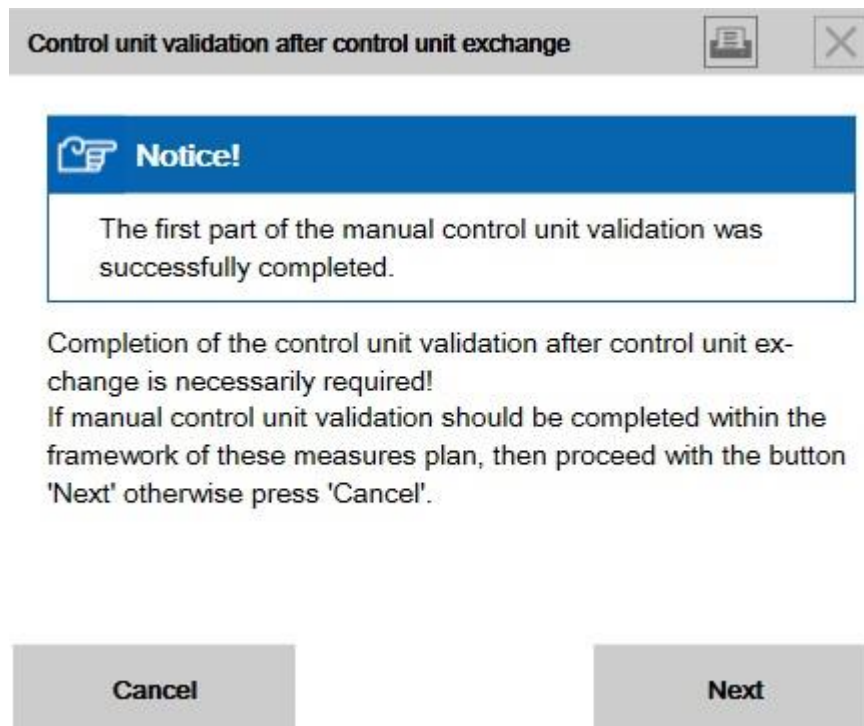 Control unit validation after control unit exchange
Notice!
The first part of the manual control unit validation was
successfully completed.
Completion of the control unit validation after control unit ex-
change is necessarily required!
If manual control unit validation should be completed within the
framework of these measures plan, then proceed with the button
'Next' otherwise press 'Cancel'.
Cancel
Next